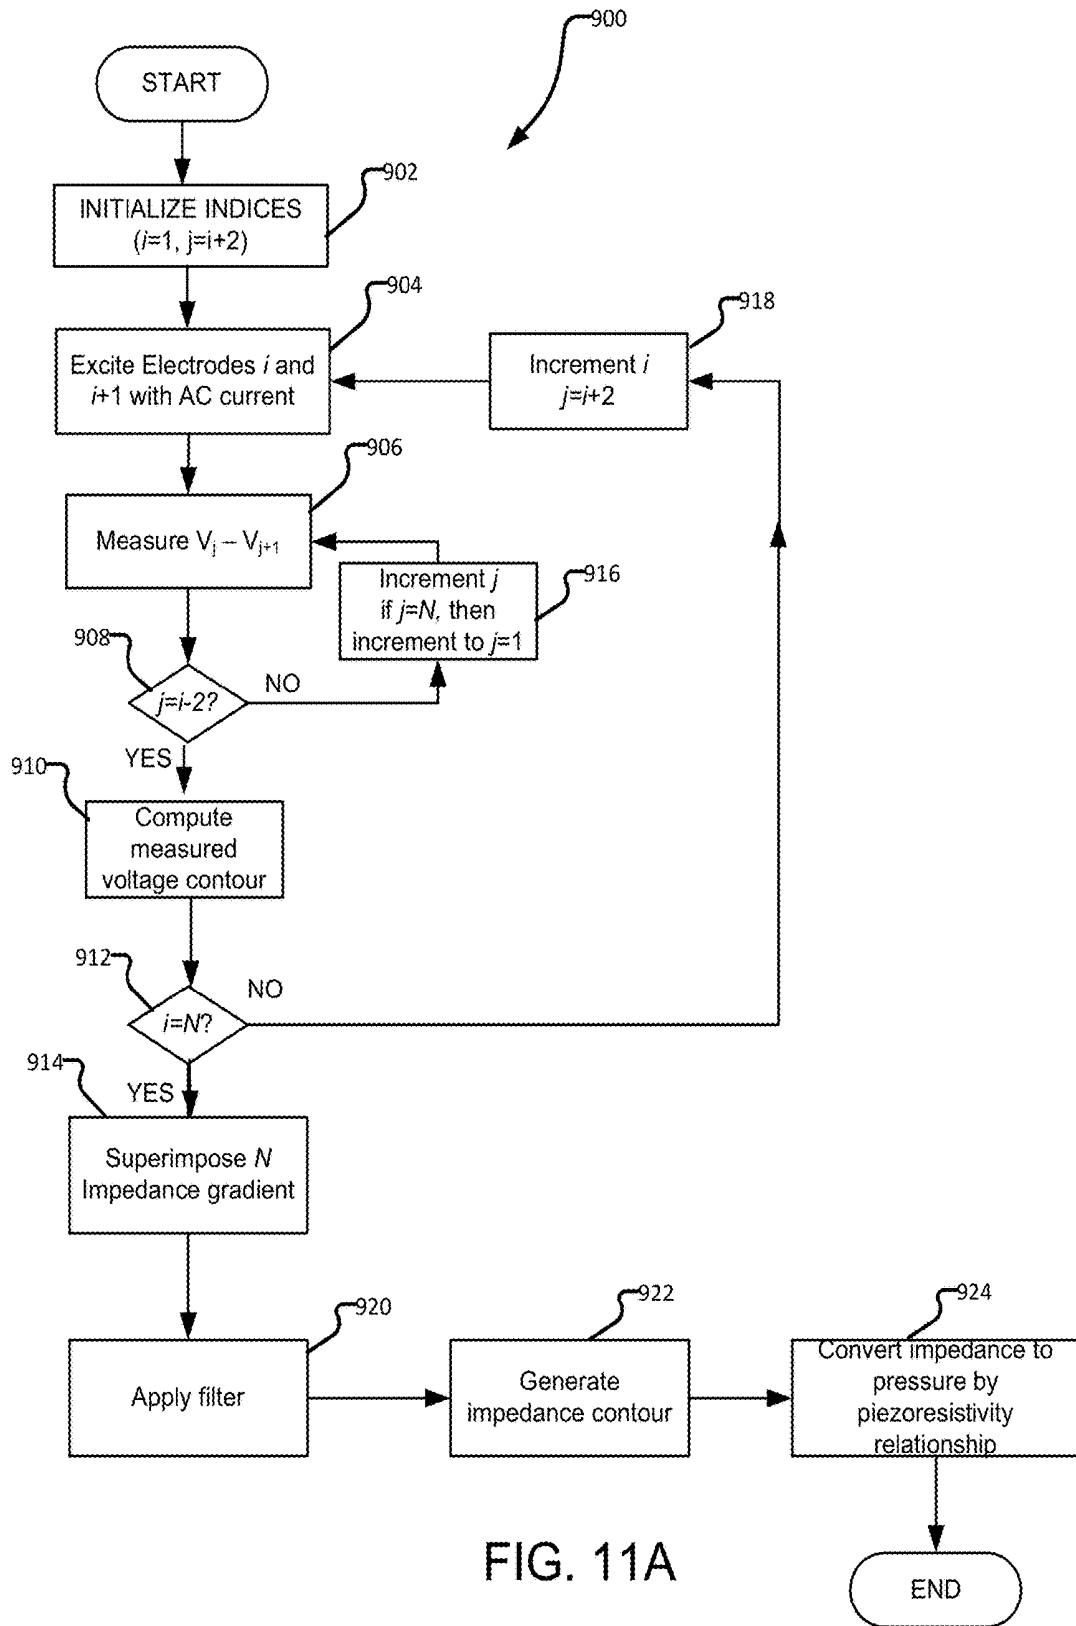 900
START
902
INITIALIZE INDICES
(i=1, j=i+2)
904
Excite Electrodes i and
i+1 with AC current
918
Increment i
j=i+2
906
Measure Vj – Vj+1
916
Increment j
if j=N, then
increment to j=1
908
j=i-2?
NO
YES
910
Compute
measured
voltage contour
912
i=N?
NO
YES
914
Superimpose N
Impedance gradient
920
Apply filter
922
Generate
impedance contour
924
Convert impedance to
pressure by
piezoresistivity
relationship
END
FIG. 11A